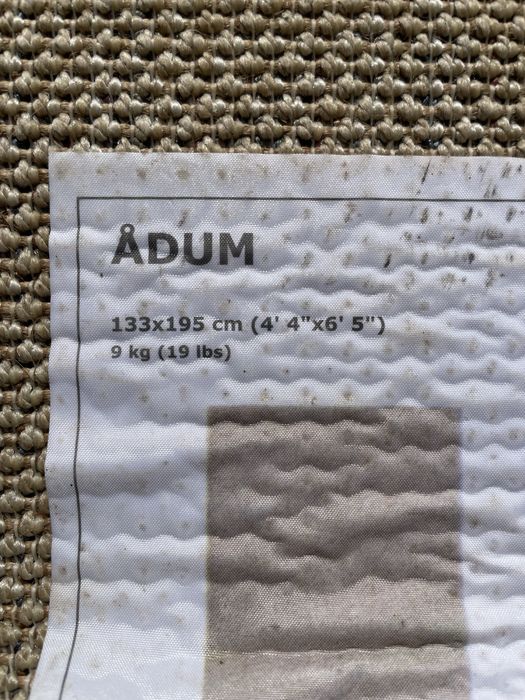 ÅDUM
133x195 cm (4' 4"x6' 5")
9 kg (19 lbs)